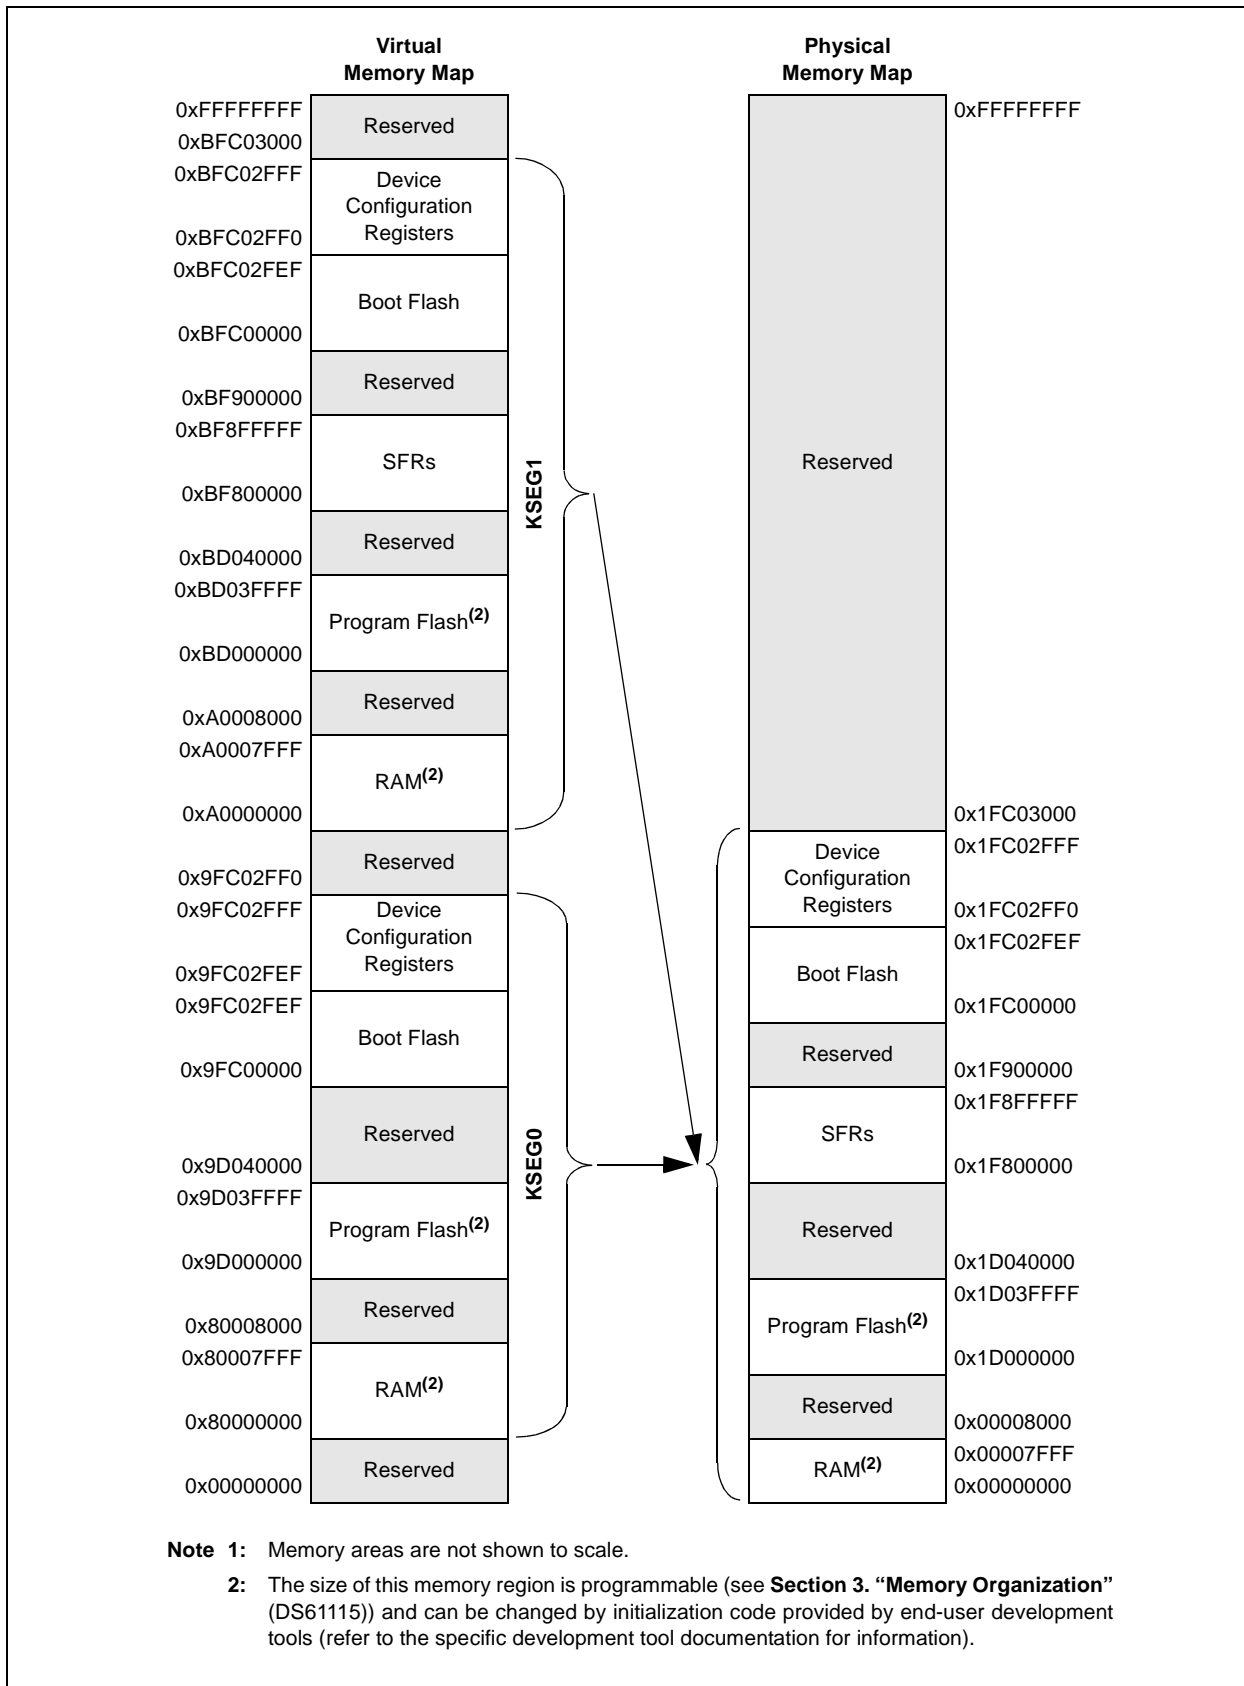 Virtual
Memory Map
0xFFFFFFFF
Reserved
0xBFC03000
0xBFC02FFF
Device
Configuration
Registers
0xBFC02FF0
0xBFC02FEF
Boot Flash
0xBFC00000
Reserved
0xBF900000
0xBF8FFFFF
SFRs
0xBF800000
Reserved
0xBD040000
0xBD03FFFF
Program Flash(2)
0xBD000000
Reserved
0xA0008000
0xA0007FFF
RAM(2)
0xA0000000
KSEG1
Reserved
0x9FC02FF0
0x9FC02FFF
Device
Configuration
Registers
0x9FC02FEF
0x9FC02FEF
Boot Flash
0x9FC00000
Reserved
0x9D040000
0x9D03FFFF
Program Flash(2)
0x9D000000
Reserved
0x80008000
0x80007FFF
RAM(2)
0x80000000
KSEG0
Reserved
0x00000000
Physical
Memory Map
0xFFFFFFFF
Reserved
0x1FC03000
0x1FC02FFF
Device
Configuration
Registers
0x1FC02FF0
0x1FC02FEF
Boot Flash
0x1FC00000
Reserved
0x1F900000
0x1F8FFFFF
SFRs
0x1F800000
Reserved
0x1D040000
0x1D03FFFF
Program Flash(2)
0x1D000000
Reserved
0x00008000
0x00007FFF
RAM(2)
0x00000000
Note 1: Memory areas are not shown to scale.
2: The size of this memory region is programmable (see Section 3. “Memory Organization”
(DS61115)) and can be changed by initialization code provided by end-user development
tools (refer to the specific development tool documentation for information).